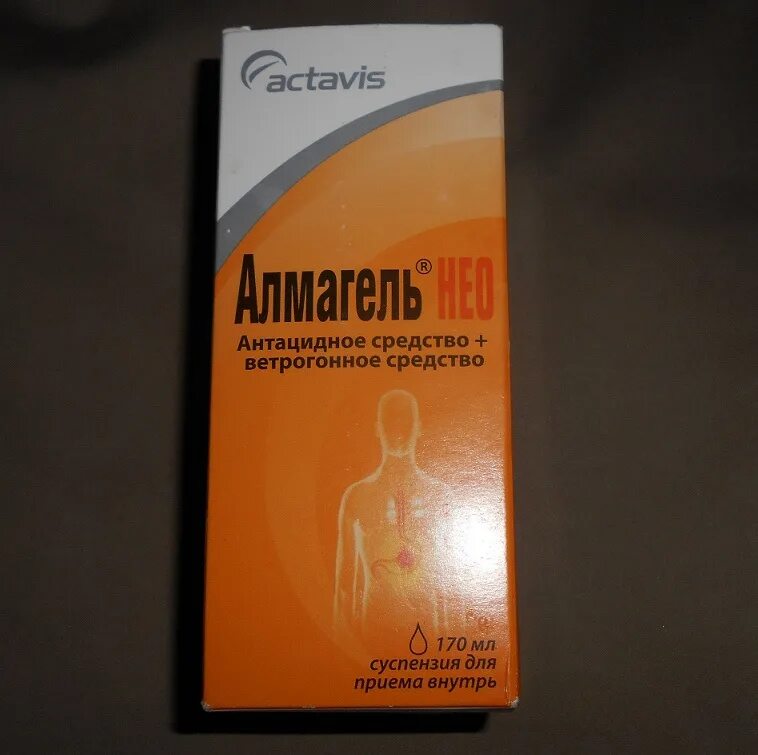 actavis
Алмагель® НЕО
Антацидное средство +
ветрогонное средство
170 мл
суспензия для
приема внутрь